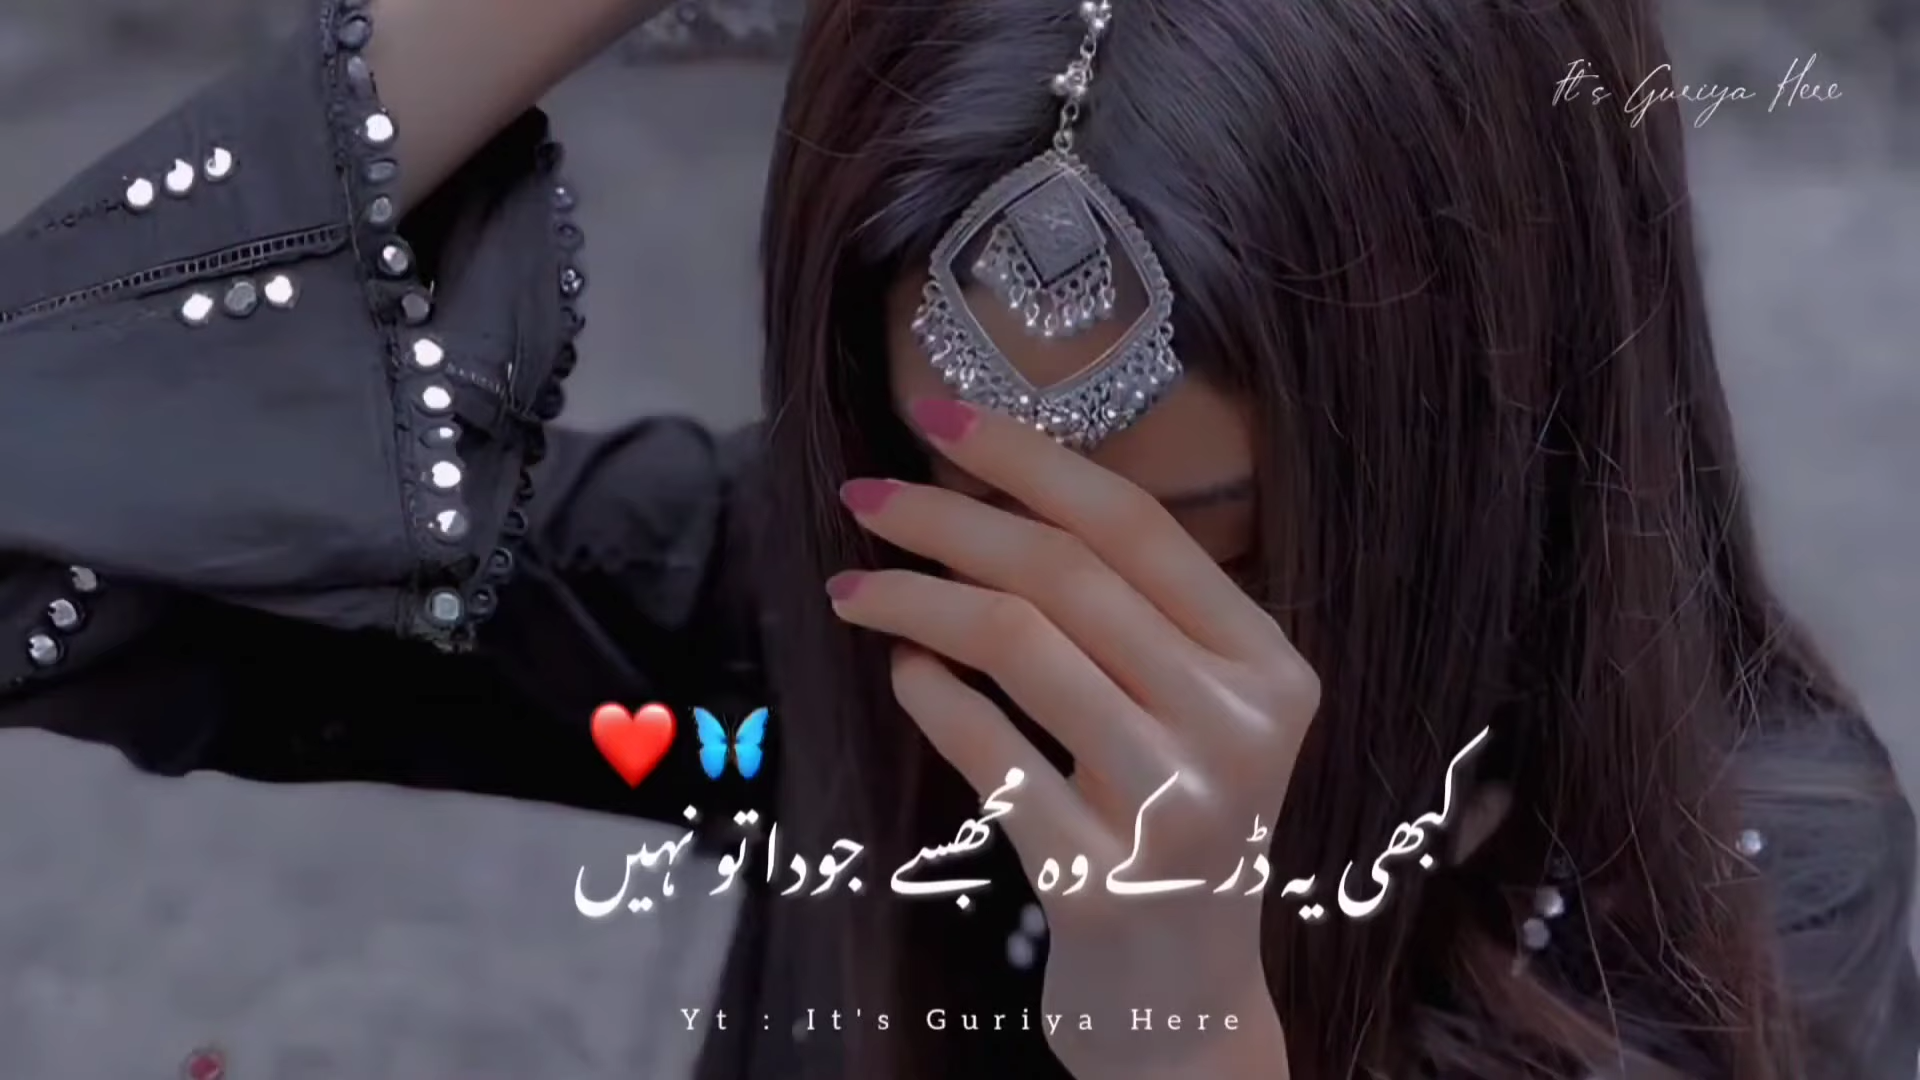 It's Guriya Here
❤️🦋
کبھی یہ ڈر کے وہ مجھسے جودا تو نہیں
Yt : It's Guriya Here